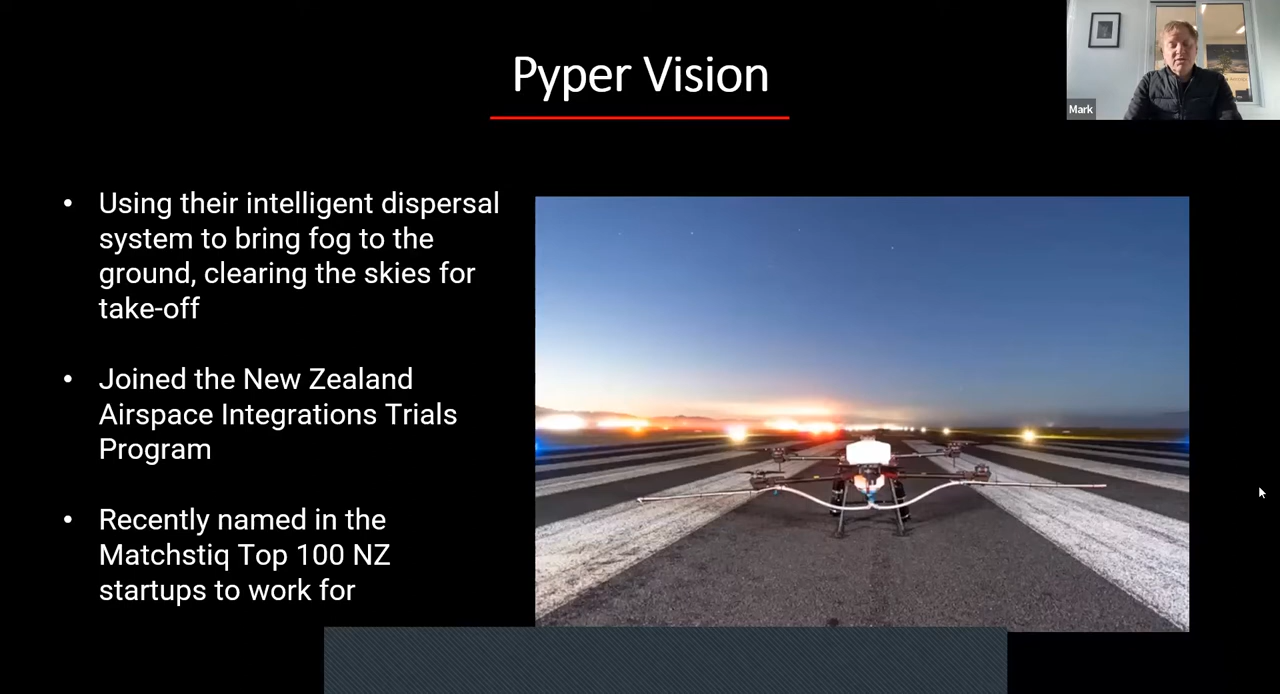 Pyper Vision
Mark
• Using their intelligent dispersal
system to bring fog to the
ground, clearing the skies for
take-off
• Joined the New Zealand
Airspace Integrations Trials
Program
• Recently named in the
Matchstiq Top 100 NZ
startups to work for